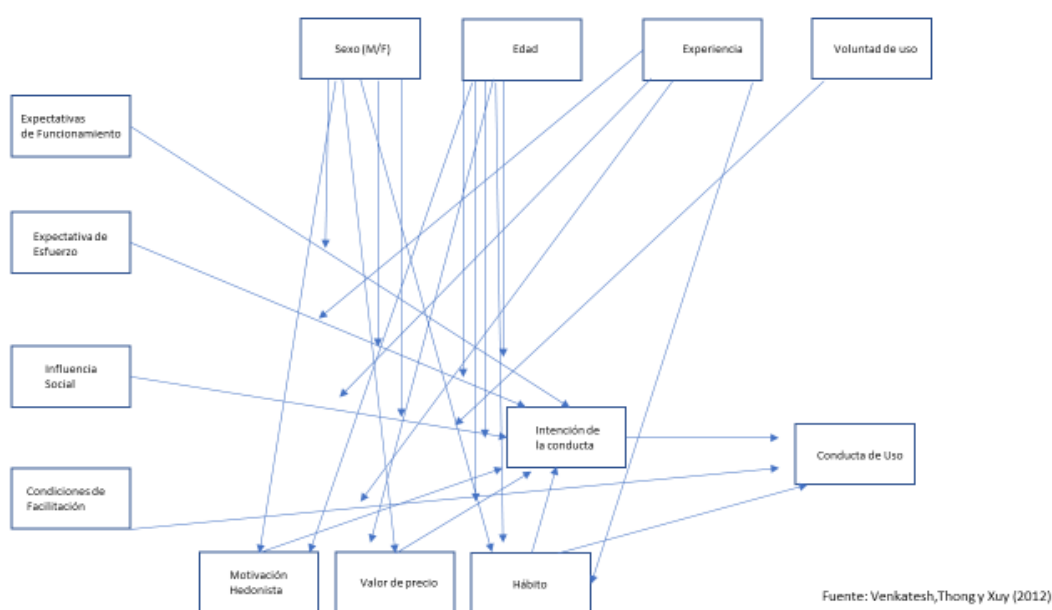 Sexo (M/F)
Edad
Experiencia
Voluntad de uso
Expectativas
de Funcionamiento
Expectativa de
Esfuerzo
Influencia
Social
Intención de
la conducta
Conducta de Uso
Condiciones de
Facilitación
Motivación
Hedonista
Valor de precio
Hábito
Fuente: Venkatesh,Thong y Xuy (2012)